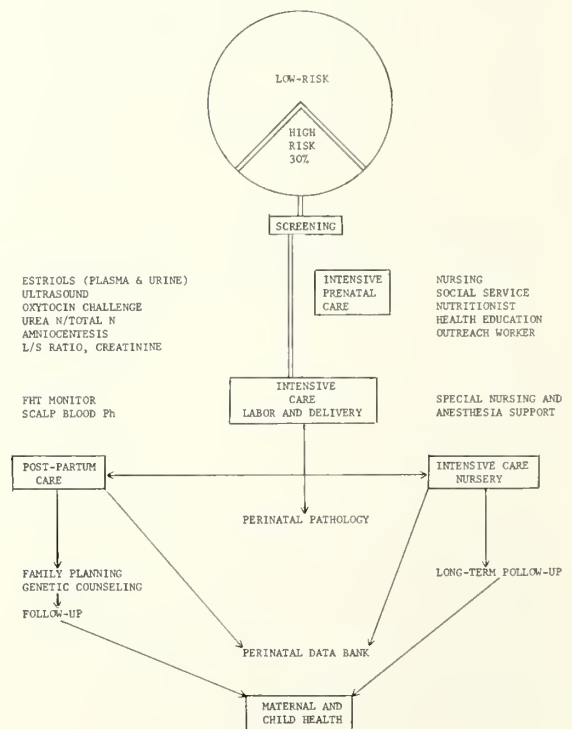 LOW-RISK
HIGH
RISK
30%
SCREENING
ESTRIOLS (PLASMA & URINE)
ULTRASOUND
OXYTOCIN CHALLENGE
UREA N/TOTAL N
AMNIOCENTESIS
L/S RATIO, CREATININE
INTENSIVE
PRENATAL
CARE
NURSING
SOCIAL SERVICE
NUTRITIONIST
HEALTH EDUCATION
OUTREACH WORKER
FHT MONITOR
SCALP BLOOD Ph
INTENSIVE
CARE
LABOR AND DELIVERY
SPECIAL NURSING AND
ANESTHESIA SUPPORT
POST-PARTUM
CARE
INTENSIVE CARE
NURSERY
PERINATAL PATHOLOGY
FAMILY PLANNING
GENETIC COUNSELING
FOLLOW-UP
LONG-TERM POLLOW-UP
PERINATAL DATA BANK
MATERNAL AND
CHILD HEALTH